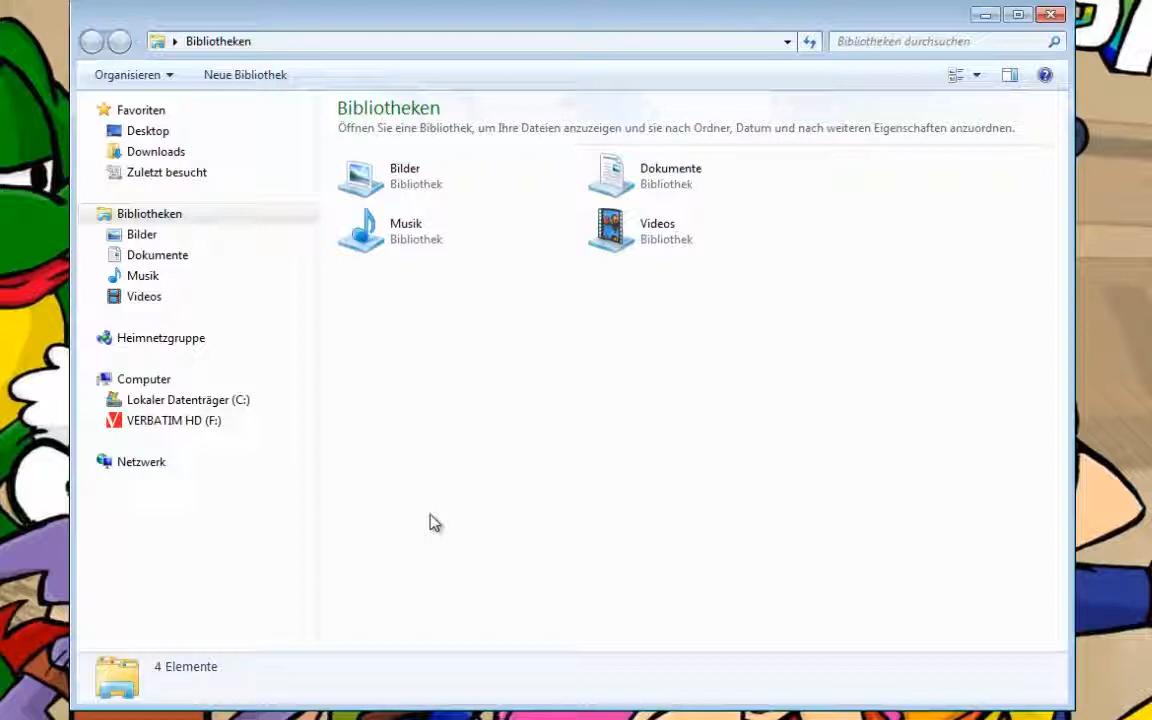 Bibliotheken
Bibliotheken durchsuchen
Organisieren
Neue Bibliothek
Favoriten
Desktop
Downloads
Zuletzt besucht
Bibliotheken
Bilder
Dokumente
Musik
Videos
Heimnetzgruppe
Computer
Lokaler Datenträger (C:)
VERBATIM HD (F:)
Netzwerk
Bibliotheken
Öffnen Sie eine Bibliothek, um Ihre Dateien anzuzeigen und sie nach Ordner, Datum und nach weiteren Eigenschaften anzuordnen.
Bilder
Bibliothek
Dokumente
Bibliothek
Musik
Bibliothek
Videos
Bibliothek
4 Elemente